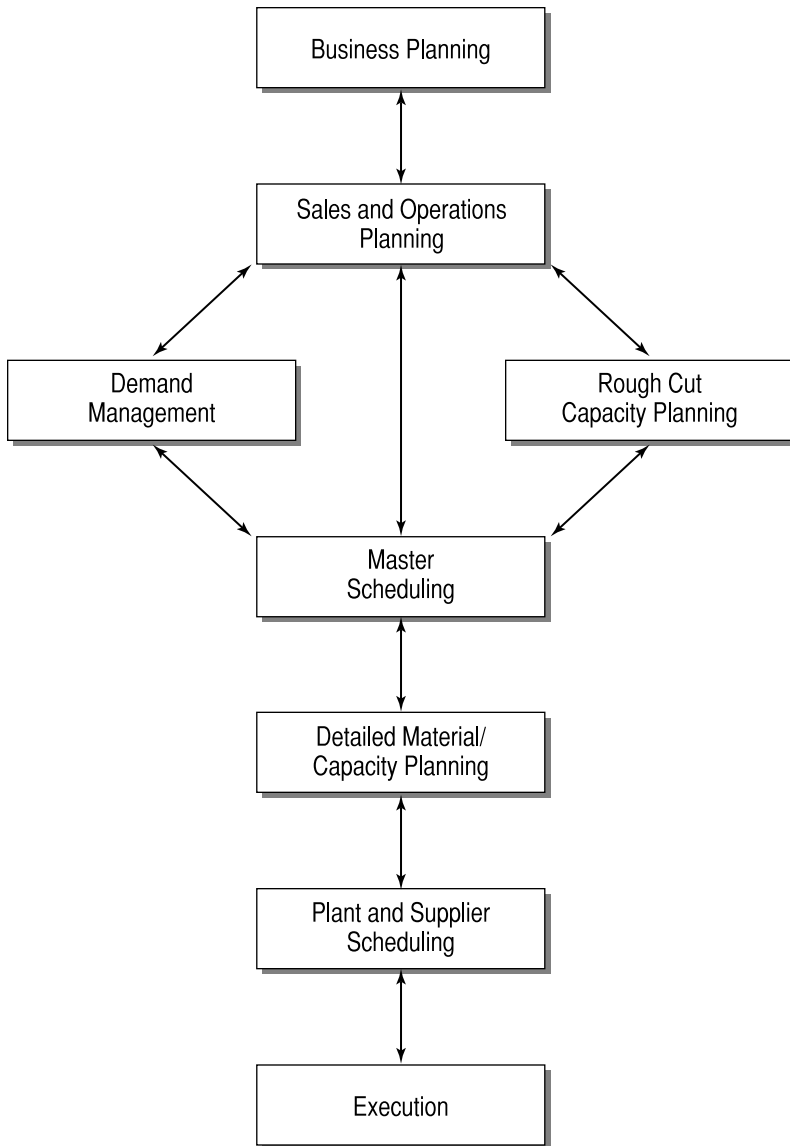 Business Planning
Sales and Operations
Planning
Demand
Management
Rough Cut
Capacity Planning
Master
Scheduling
Detailed Material/
Capacity Planning
Plant and Supplier
Scheduling
Execution